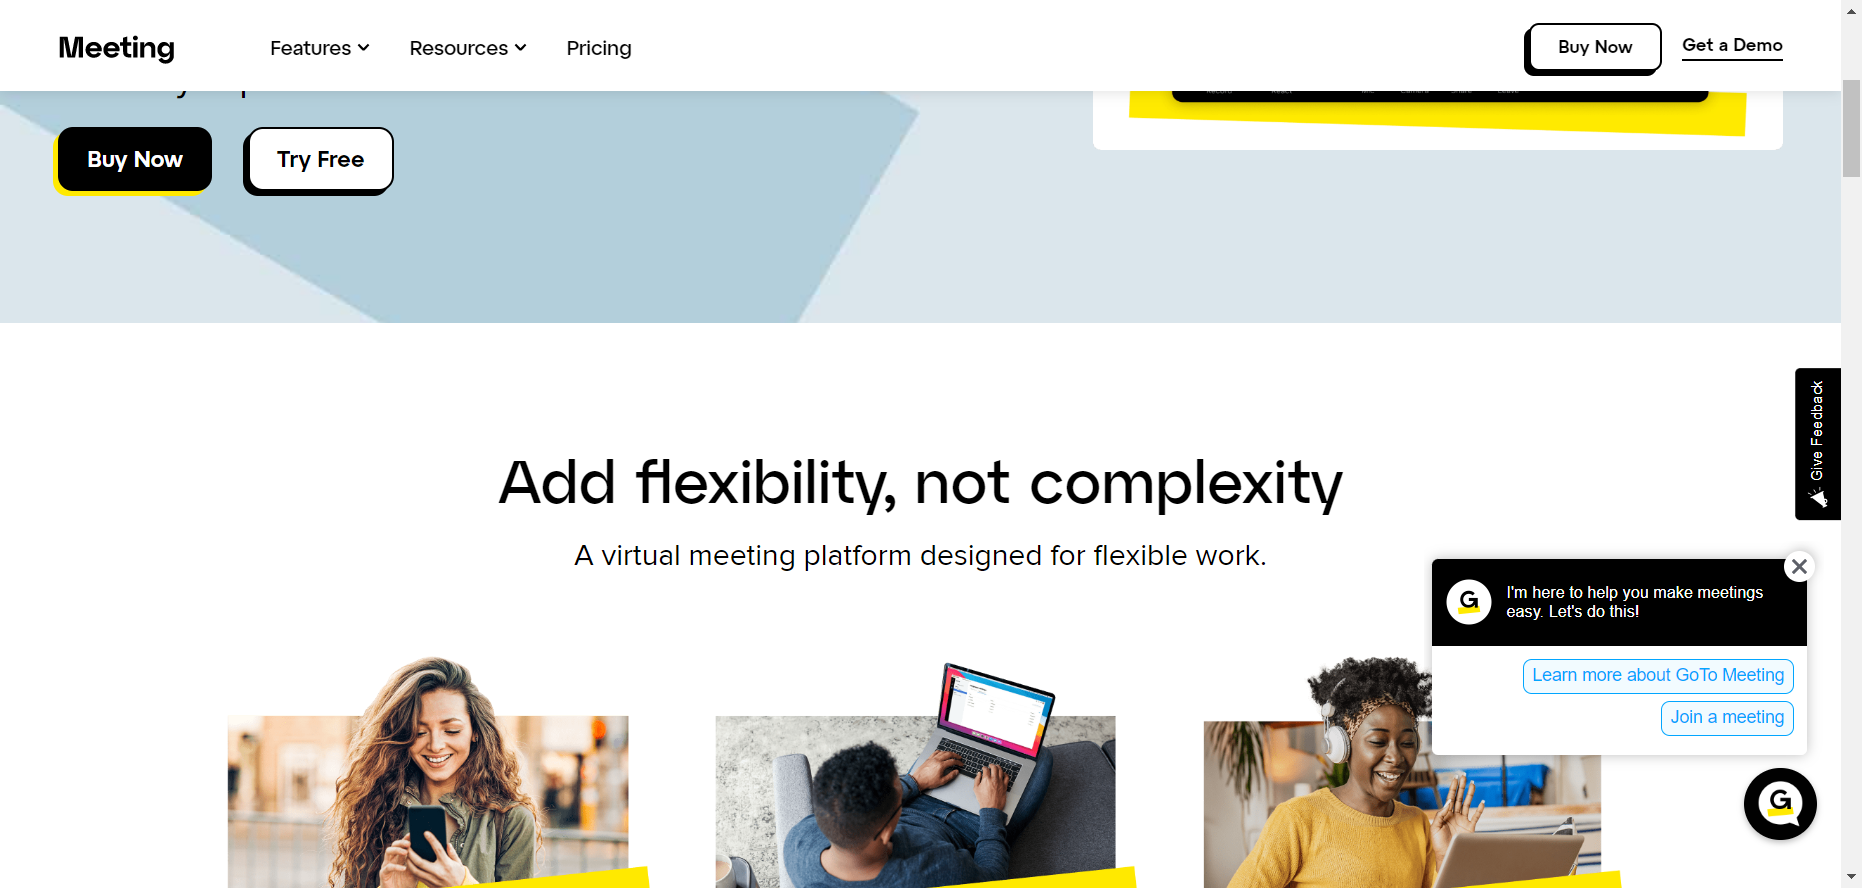 Meeting
Features
Resources
Pricing
Buy Now
Get a Demo
Buy Now
Try Free
Give Feedback
Add flexibility, not complexity
A virtual meeting platform designed for flexible work.
G
I'm here to help you make meetings
easy. Let's do this!
Learn more about GoTo Meeting
Join a meeting
G